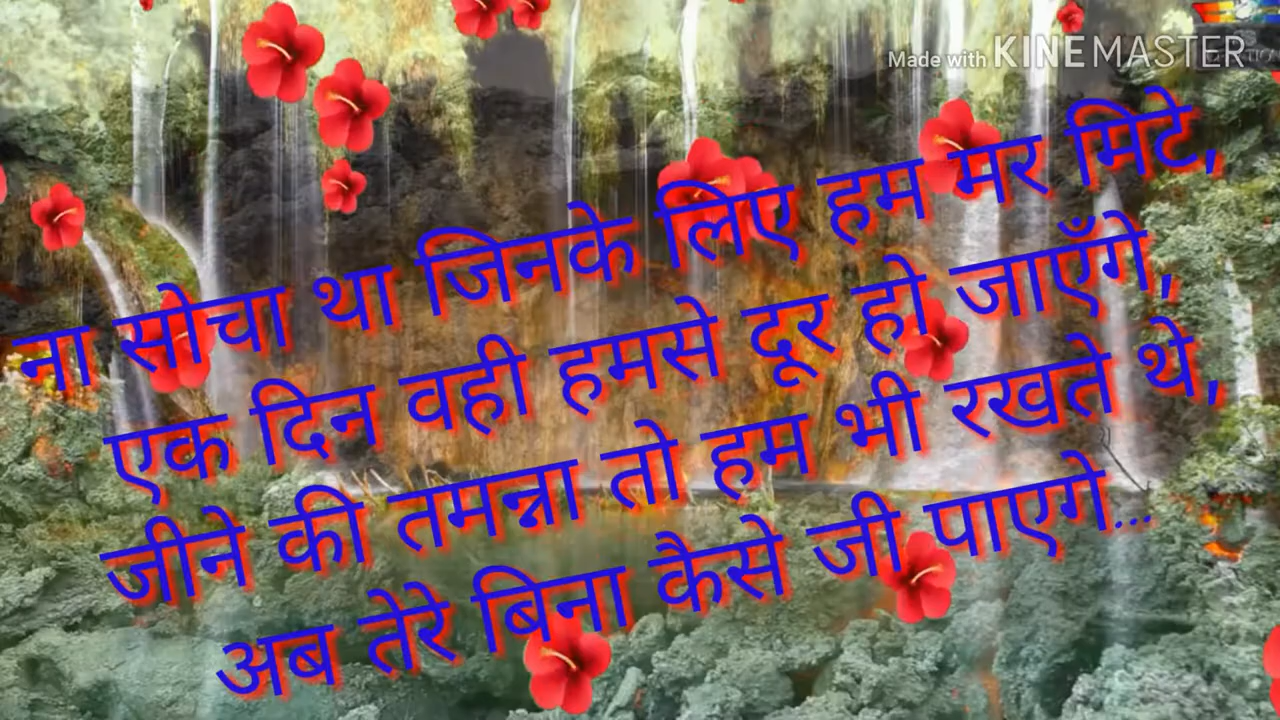 Made with KINEMASTER
ना सोचा था जिनके लिए हम मर मिटे,
एक दिन वही हमसे दूर हो जाएँगे,
जीने की तमन्ना तो हम भी रखते थे,
अब तेरे बिना कैसे जी पाएगे...